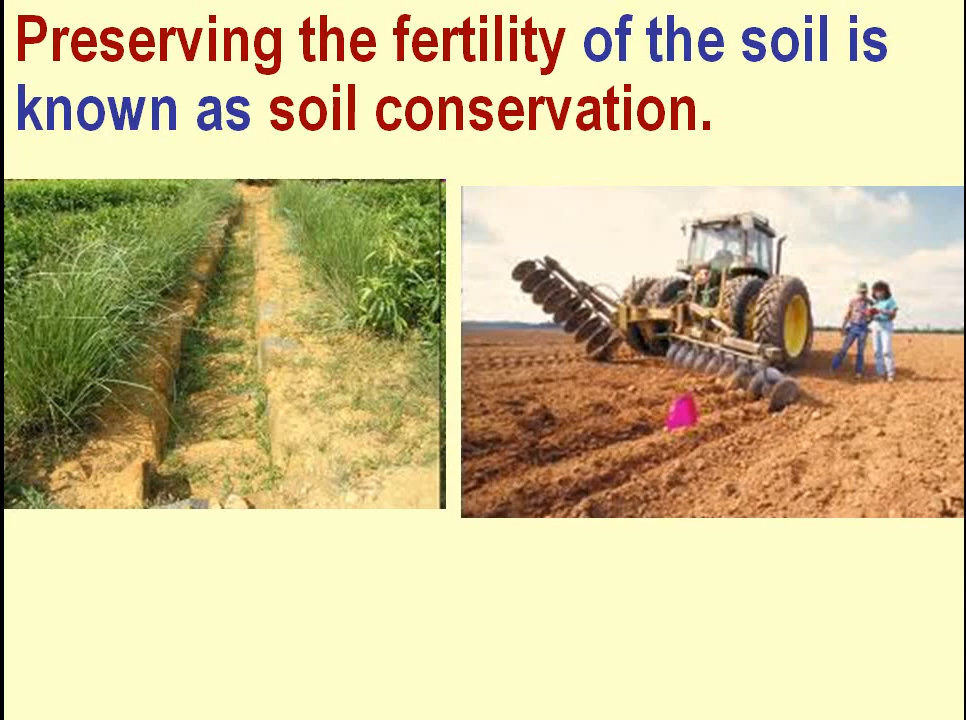 Preserving the fertility of the soil is
known as soil conservation.